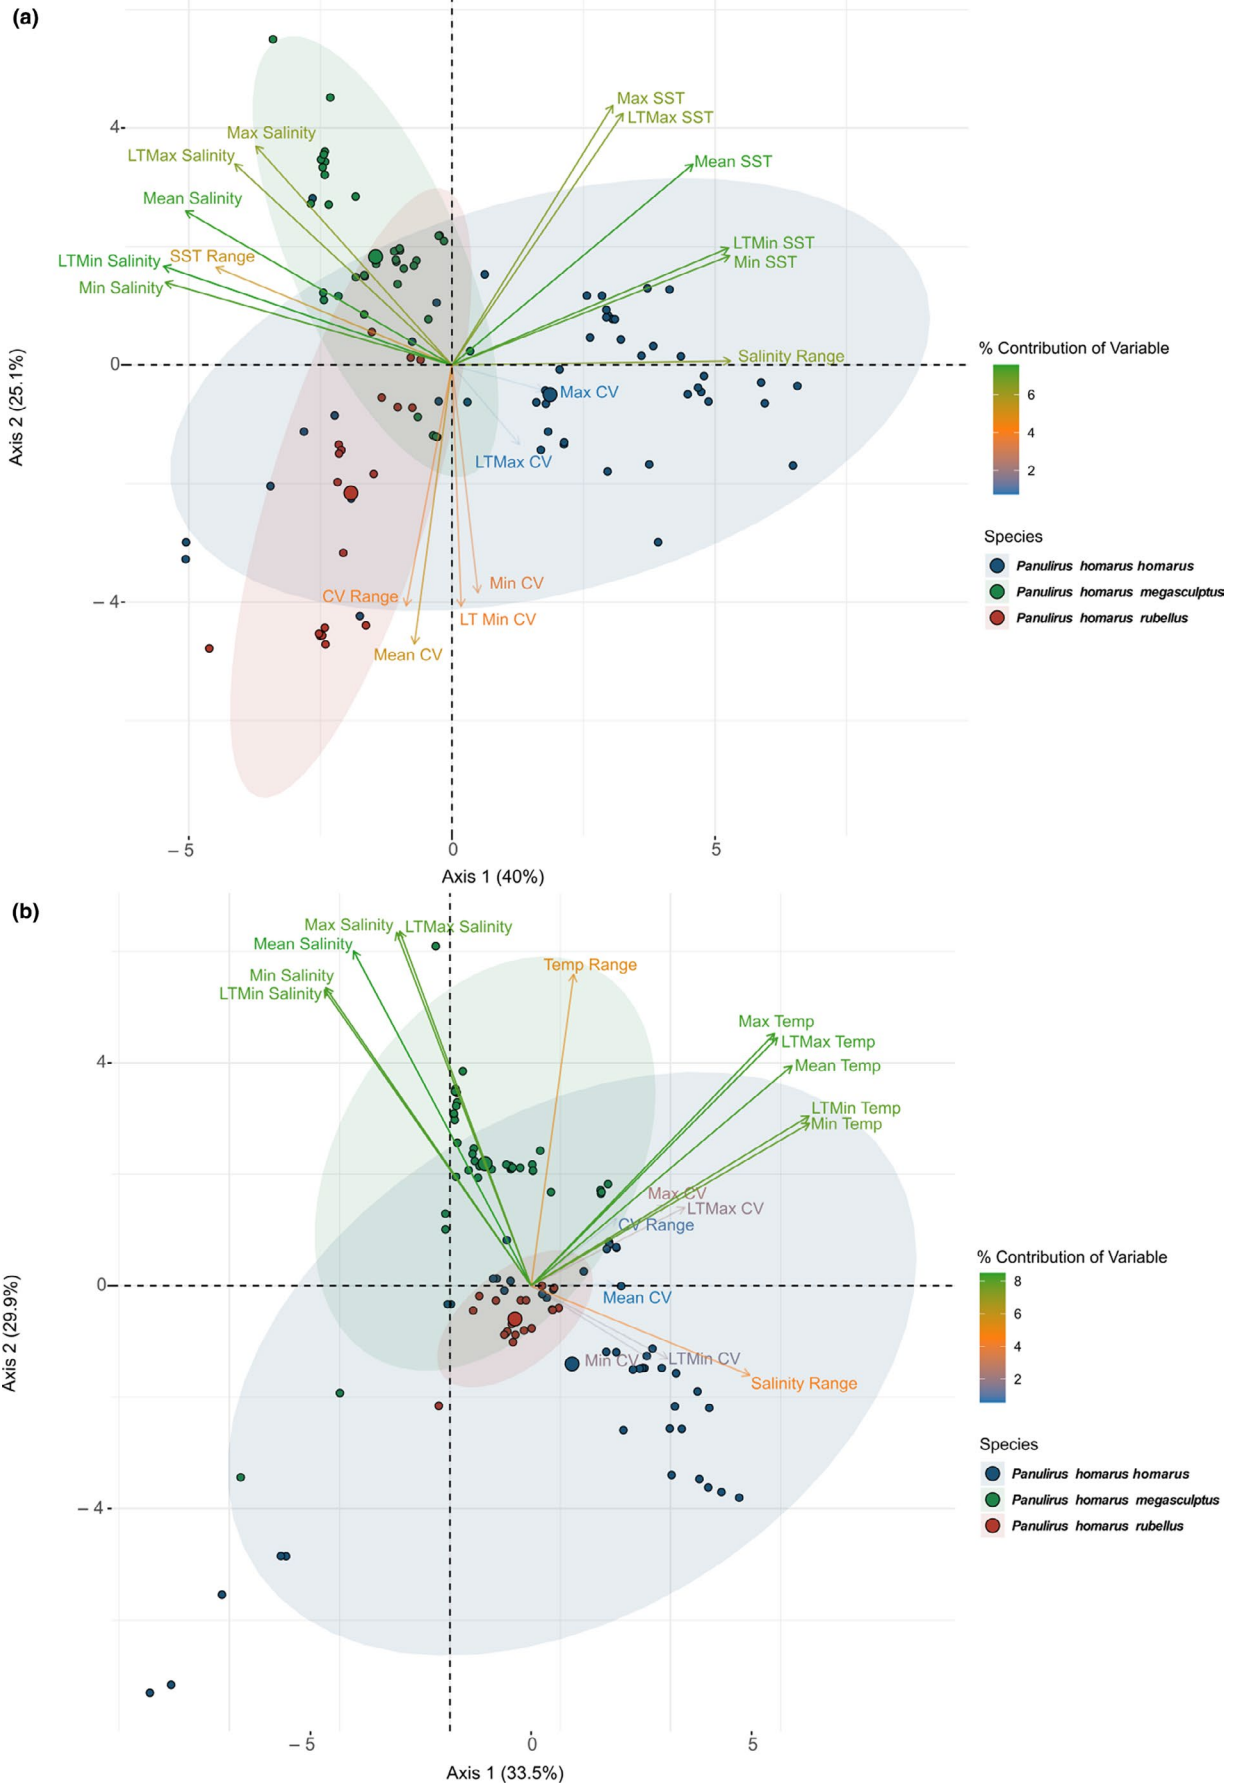 (a)
Max SST
LTMax SST
4
Max Salinity
LTMax Salinity
Mean SST
Mean Salinity
LTMin SST
SST Range
LTMin Salinity
Min SST
Min Salinity
Salinity Range
0
% Contribution of Variable
Max CV
6
4
2
LTMax CV
Axis 2 (25.1%)
Species
Panulirus homarus homarus
Min CV
Panulirus homarus megasculptus
CV Range
– 4
LT Min CV
Panulirus homarus rubellus
Mean CV
– 5
0
5
Axis 1 (40%)
(b)
Max Salinity
LTMax Salinity
Mean Salinity
Temp Range
Min Salinity
LTMin Salinity
Max Temp
LTMax Temp
4
Mean Temp
LTMin Temp
Min Temp
Max CV
LTMax CV
CV Range
% Contribution of Variable
0
8
Mean CV
6
4
2
Axis 2 (29.9%)
Min CV
LTMin CV
Salinity Range
Species
Panulirus homarus homarus
Panulirus homarus megasculptus
– 4
Panulirus homarus rubellus
– 5
0
5
Axis 1 (33.5%)